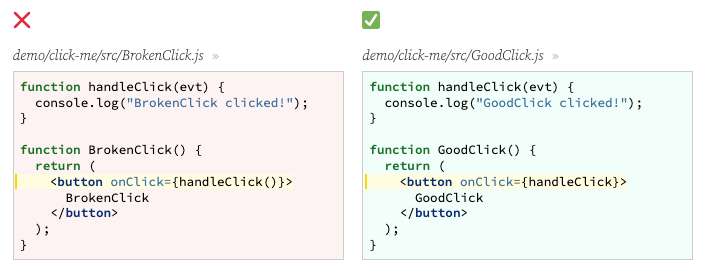 demo/click-me/src/BrokenClick.js »
function handleClick(evt) {
  console.log("BrokenClick clicked!");
}
function BrokenClick() {
  return (
    <button onClick={handleClick()}>
      BrokenClick
    </button>
  );
}
demo/click-me/src/GoodClick.js »
function handleClick(evt) {
  console.log("GoodClick clicked!");
}
function GoodClick() {
  return (
    <button onClick={handleClick}>
      GoodClick
    </button>
  );
}